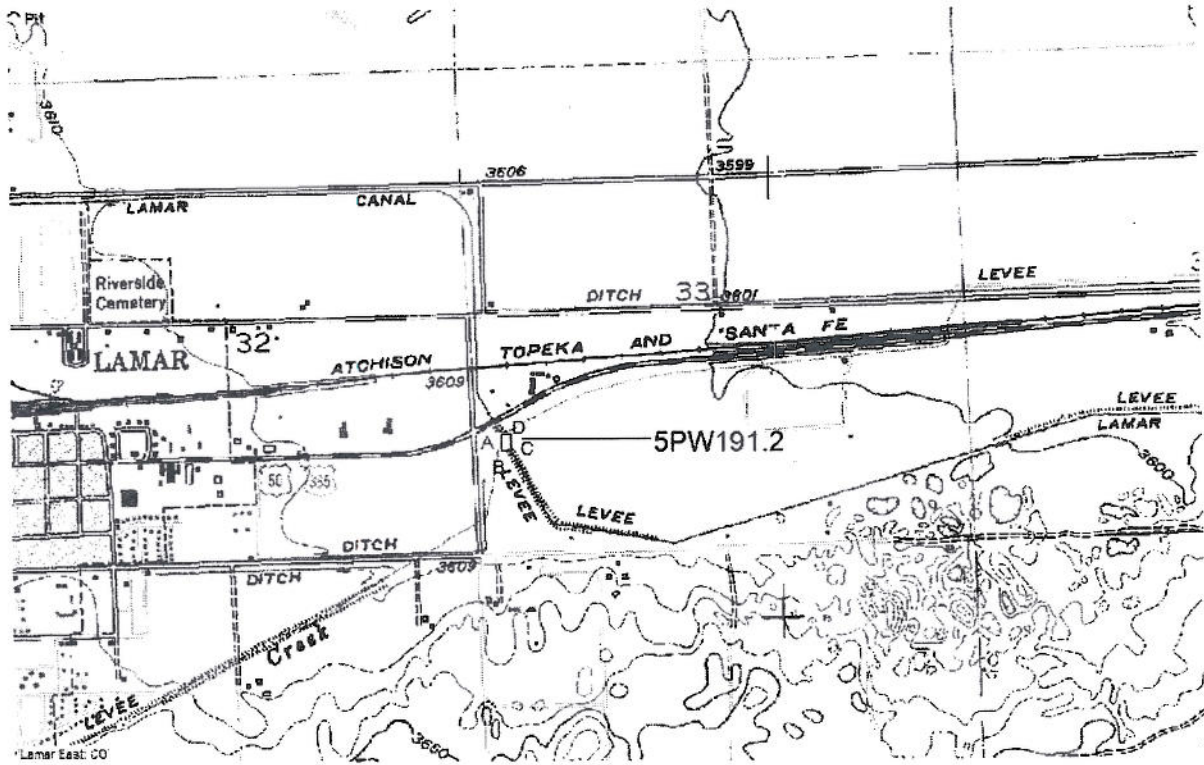 Pit
3610
3606
3599
LAMAR CANAL
Riverside
Cemetery
DITCH
33
3601
LEVEE
32
LAMAR
ATCHISON TOPEKA AND SANTA FE
3609
LEVEE
LAMAR
A
D
C
B
5PW191.2
3600
50
385
LEVEE
LEVEE
DITCH
DITCH
3609
Creek
LEVEE
3650
Lamar East, CO